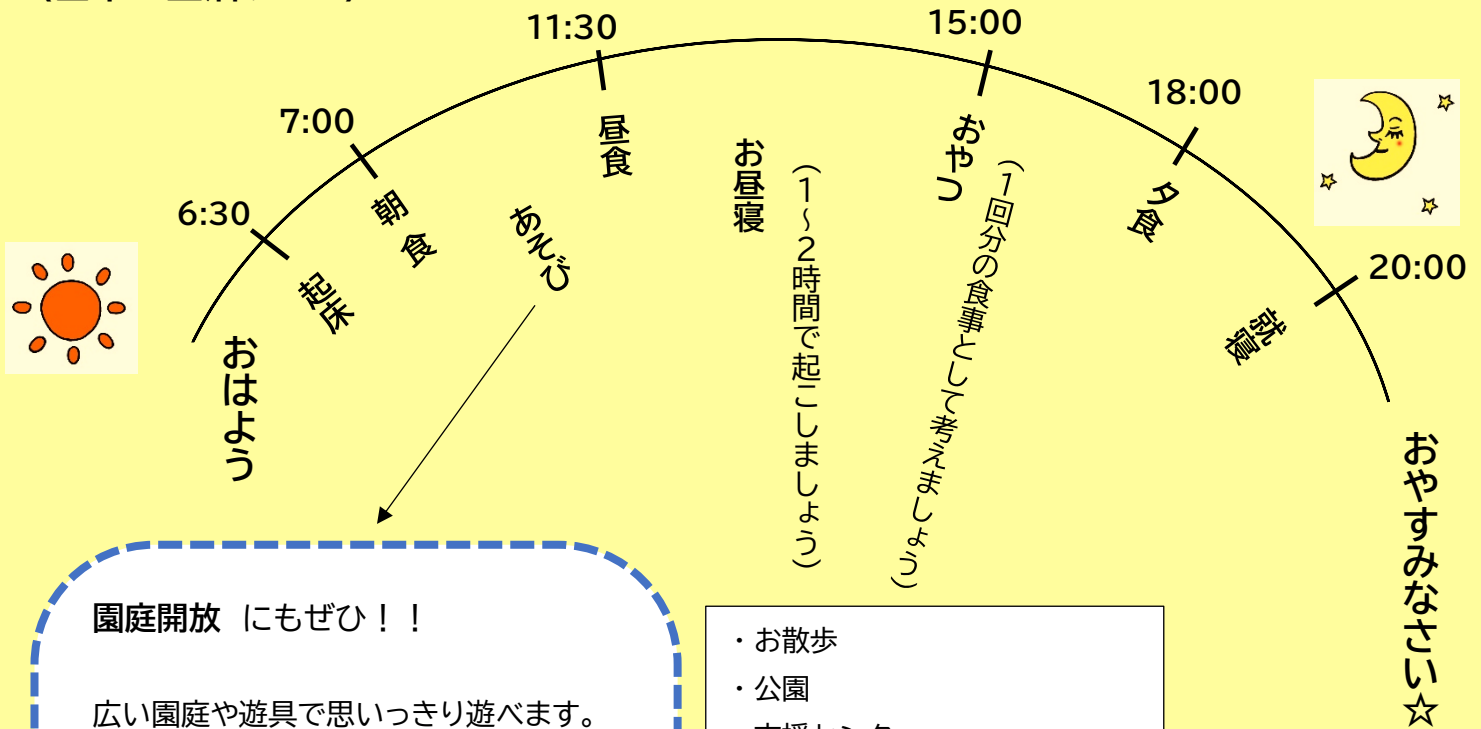 おはよう
6:30
起床
7:00
朝食
あそび
11:30
昼食
お昼寝
(1～2時間で起こしましょう)
15:00
おやつ
(1回分の食事として考えましょう)
18:00
夕食
20:00
就寝
おやすみなさい☆
園庭開放 にもぜひ！！
広い園庭や遊具で思いっきり遊べます。
・お散歩
・公園